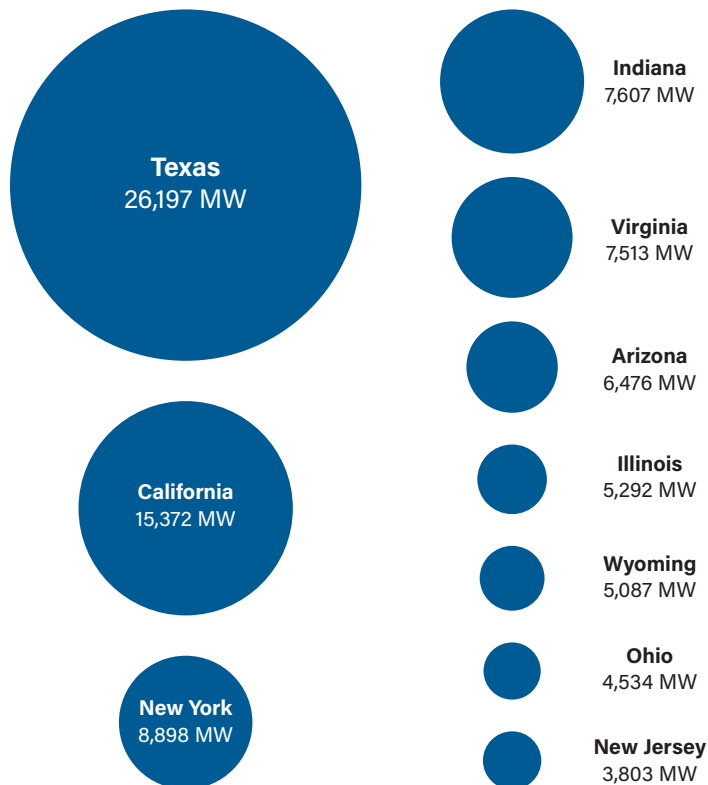 Texas
26,197 MW
California
15,372 MW
New York
8,898 MW
Indiana
7,607 MW
Virginia
7,513 MW
Arizona
6,476 MW
Illinois
5,292 MW
Wyoming
5,087 MW
Ohio
4,534 MW
New Jersey
3,803 MW